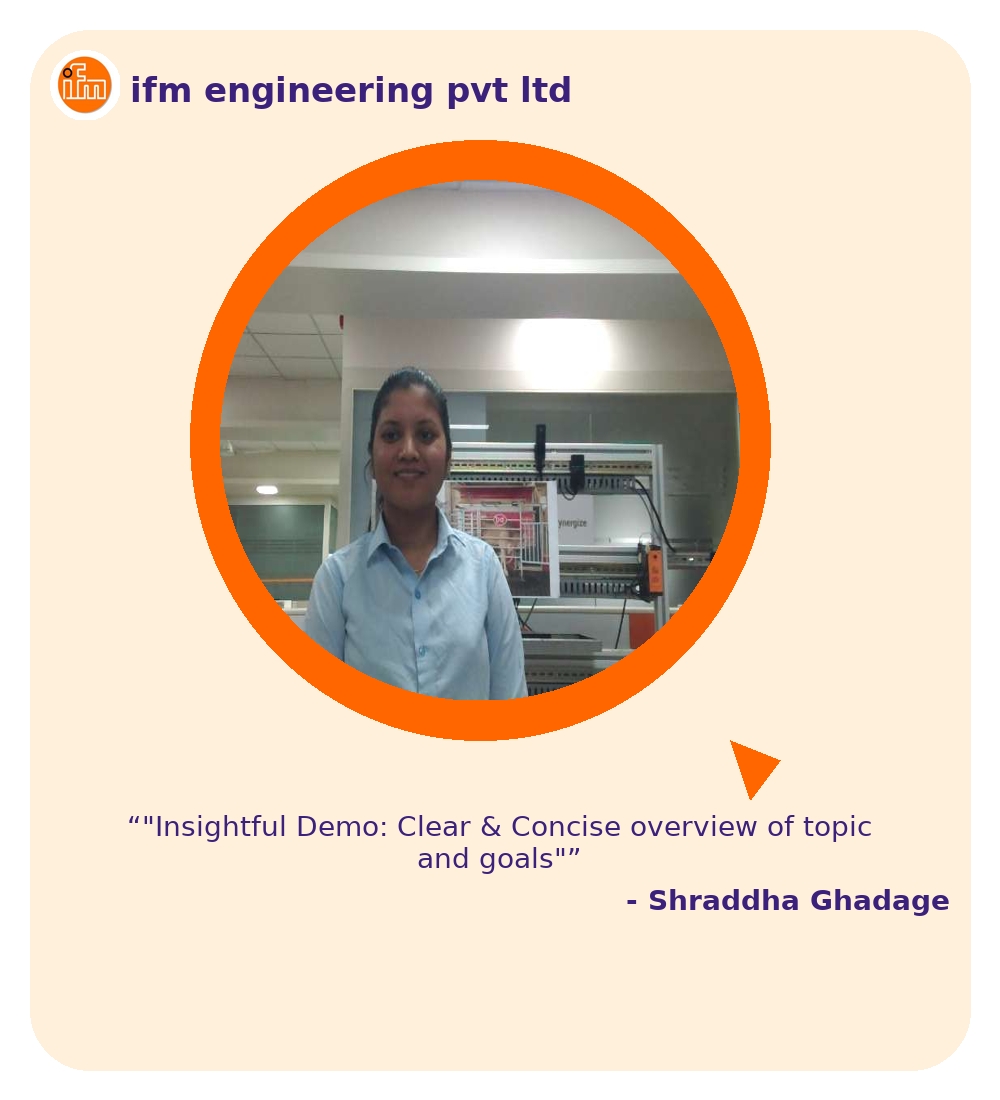 ifm
ifm engineering pvt ltd
ynergize
“"Insightful Demo: Clear & Concise overview of topic
and goals"”
- Shraddha Ghadage